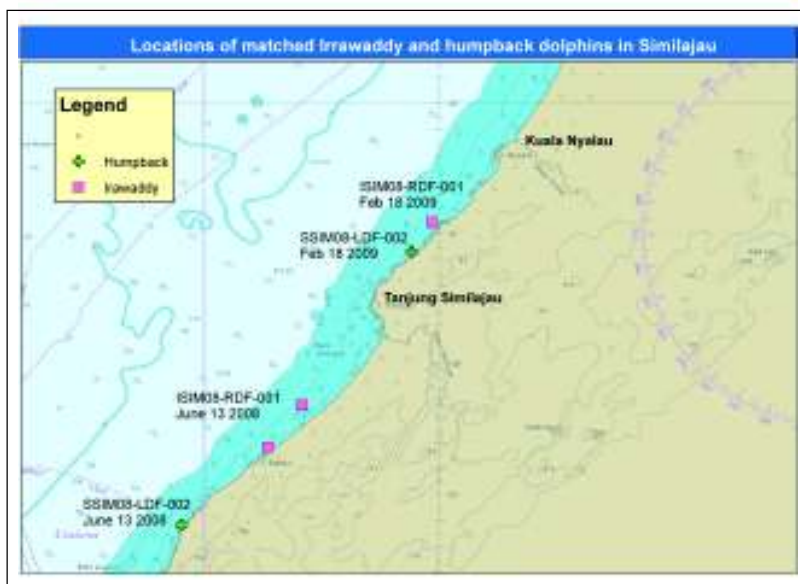 Locations of matched Irrawaddy and humpback dolphins in Similajau
Legend
Humpback
Irawaddy
Kuala Nyalau
ISIM08-RDF-001
Feb 18 2009
SSIM08-LDF-002
Feb 18 2009
Tanjung Similajau
ISIM08-RDF-001
June 13 2008
SSIM08-LDF-002
June 13 2008